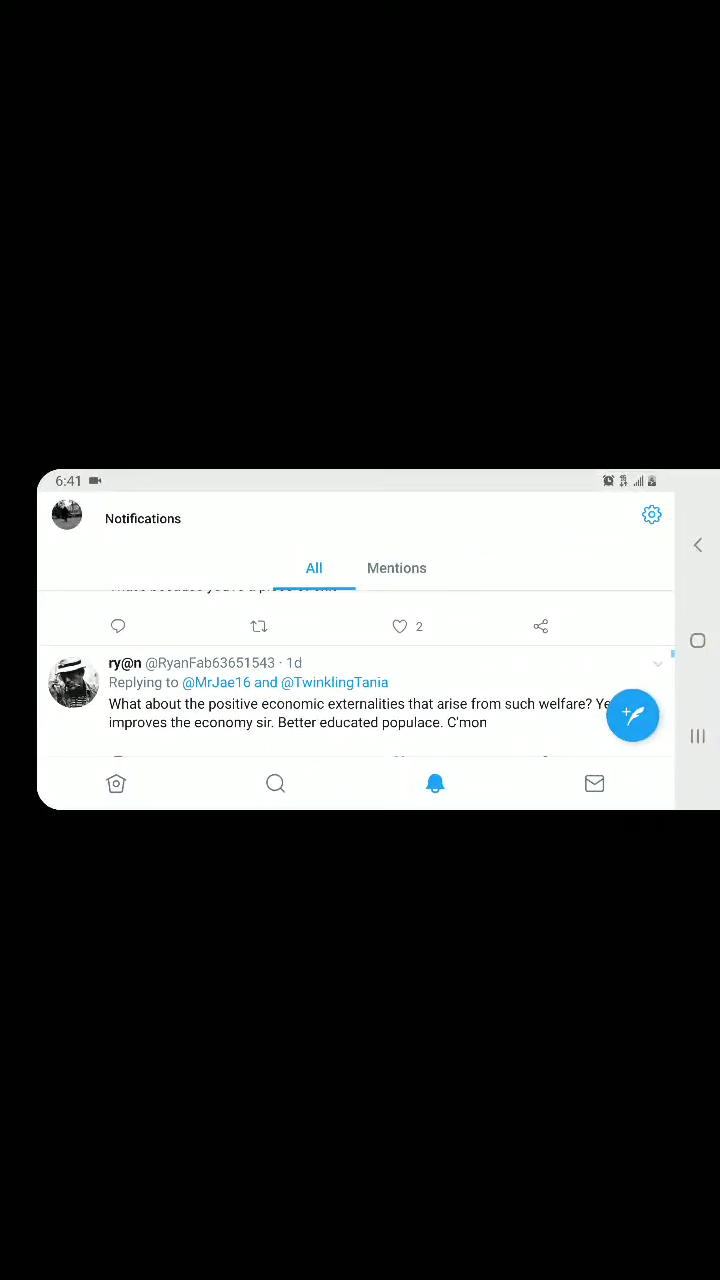 6:41
Notifications
All
Mentions
2
ry@n @RyanFab63651543 · 1d
Replying to @MrJae16 and @TwinklingTania
What about the positive economic externalities that arise from such welfare?
improves the economy sir. Better educated populace. C'mon